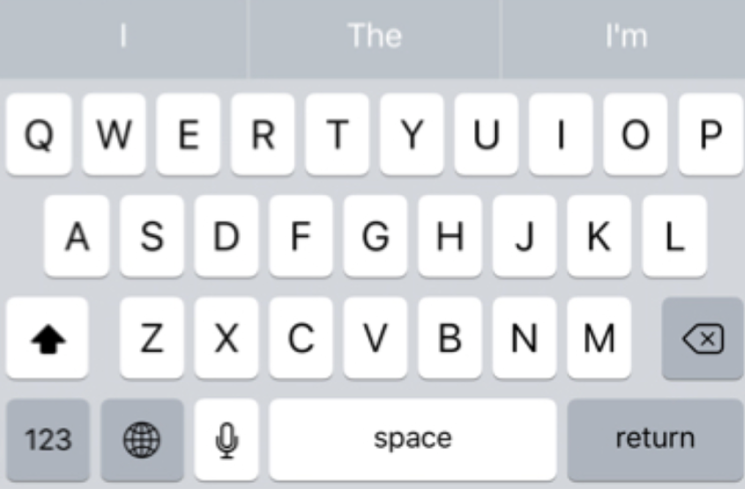 I The I'm
Q W E R T Y U I O P
A S D F G H J K L
Z X C V B N M
123 space return